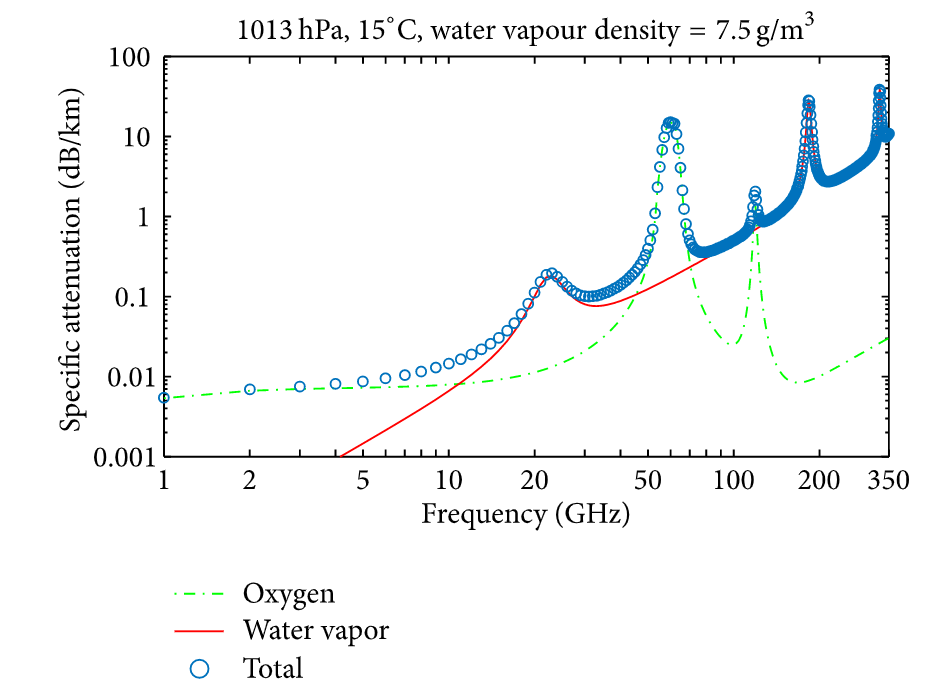 1013 hPa, 15°C, water vapour density = 7.5 g/m³
100
10
1
0.1
0.01
0.001
Specific attenuation (dB/km)
1 2 5 10 20 50 100 200 350
Frequency (GHz)
Oxygen
Water vapor
Total